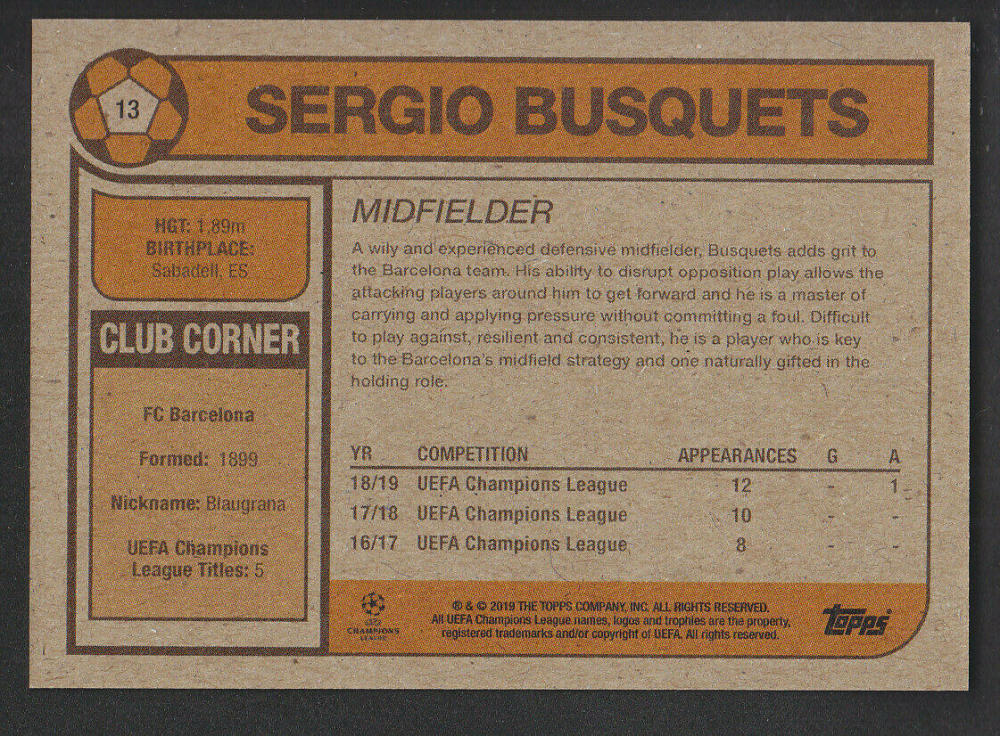 13
SERGIO BUSQUETS
HGT: 1.89m
BIRTHPLACE:
Sabadell, ES
CLUB CORNER
FC Barcelona
Formed: 1899
Nickname: Blaugrana
UEFA Champions
League Titles: 5
MIDFIELDER
A wily and experienced defensive midfielder, Busquets adds grit to
the Barcelona team. His ability to disrupt opposition play allows the
attacking players around him to get forward and he is a master of
carrying and applying pressure without committing a foul. Difficult
to play against, resilient and consistent, he is a player who is key
to the Barcelona's midfield strategy and one naturally gifted in the
holding role.
YR COMPETITION APPEARANCES G A
18/19 UEFA Champions League 12 - 1
17/18 UEFA Champions League 10 - -
16/17 UEFA Champions League 8 - -
UEFA
CHAMPIONS
LEAGUE
® & © 2019 THE TOPPS COMPANY, INC. ALL RIGHTS RESERVED.
All UEFA Champions League names, logos and trophies are the property,
registered trademarks and/or copyright of UEFA. All rights reserved.
topps